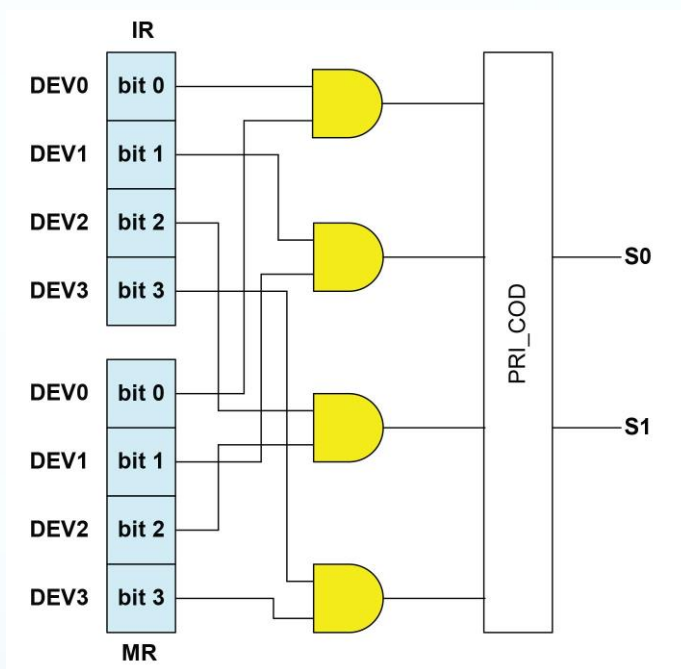 IR
DEV0 bit 0
DEV1 bit 1
DEV2 bit 2
DEV3 bit 3
DEV0 bit 0
DEV1 bit 1
DEV2 bit 2
DEV3 bit 3
MR
PRI_COD
S0
S1